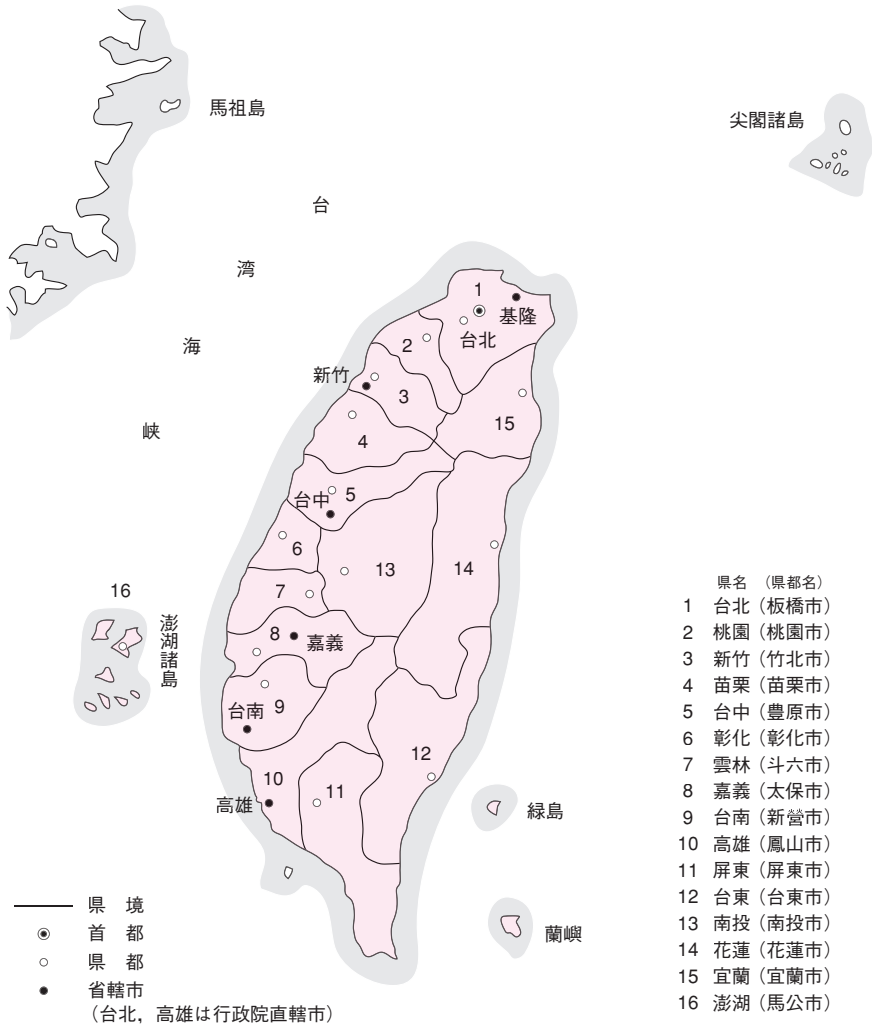 馬祖島
尖閣諸島
台
湾
海
峡
1
基隆
台北
2
新竹
3
15
4
5
台中
6
13
14
7
16
澎湖諸島
8
嘉義
台南
9
12
10
11
高雄
緑島
蘭嶼
県名 (県都名)
1 台北 (板橋市)
2 桃園 (桃園市)
3 新竹 (竹北市)
4 苗栗 (苗栗市)
5 台中 (豊原市)
6 彰化 (彰化市)
7 雲林 (斗六市)
8 嘉義 (太保市)
9 台南 (新營市)
10 高雄 (鳳山市)
11 屏東 (屏東市)
12 台東 (台東市)
13 南投 (南投市)
14 花蓮 (花蓮市)
15 宜蘭 (宜蘭市)
16 澎湖 (馬公市)
県 境
首 都
県 都
省轄市
(台北，高雄は行政院直轄市)